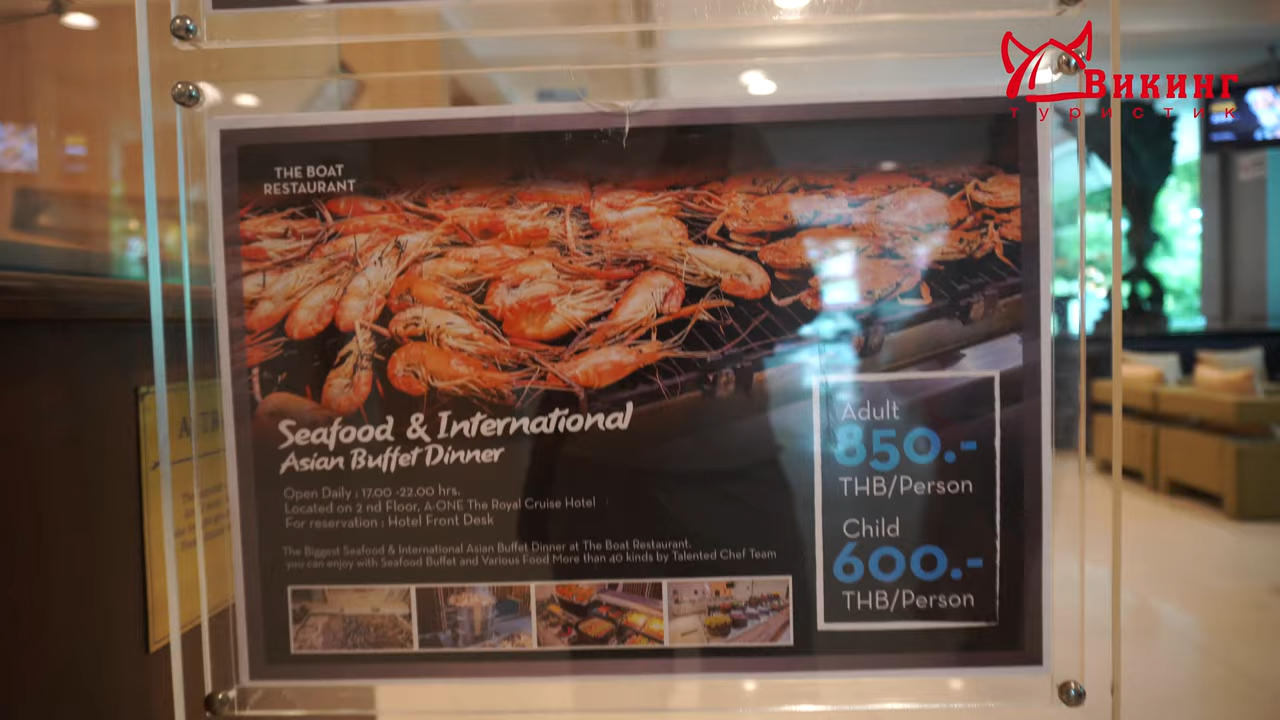 Викинг
туристик
THE BOAT
RESTAURANT
Seafood & International
Asian Buffet Dinner
Open Daily : 17.00 -22.00 hrs.
Located on 2 nd Floor, A-ONE The Royal Cruise Hotel
For reservation : Hotel Front Desk
The Biggest Seafood & International Asian Buffet Dinner at The Boat Restaurant.
you can enjoy with Seafood Buffet and Various Food More than 40 kinds by Talented Chef Team
Adult
850.-
THB/Person
Child
600.-
THB/Person